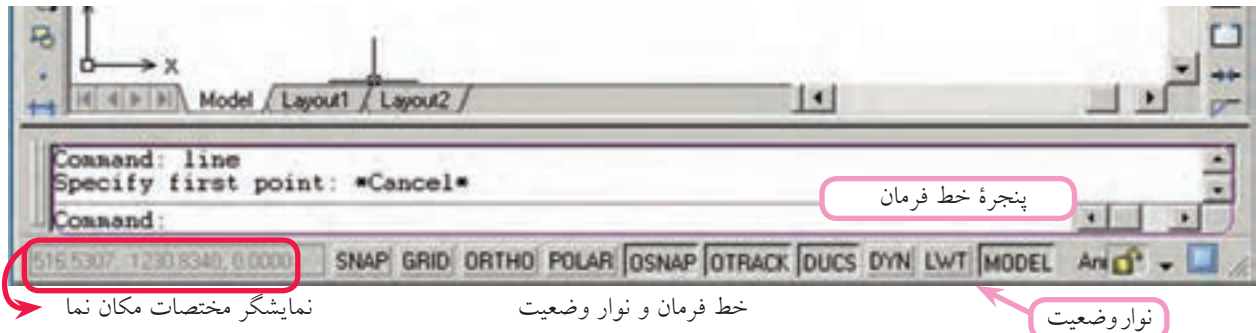 X
Model Layout1 Layout2
Command: line
Specify first point: *Cancel*
پنجرۀ خط فرمان
Command:
516.5307, 1230.8340, 0.0000 SNAP GRID ORTHO POLAR OSNAP OTRACK DUCS DYN LWT MODEL
نمایشگر مختصات مکان نما
خط فرمان و نوار وضعیت
نوار وضعیت